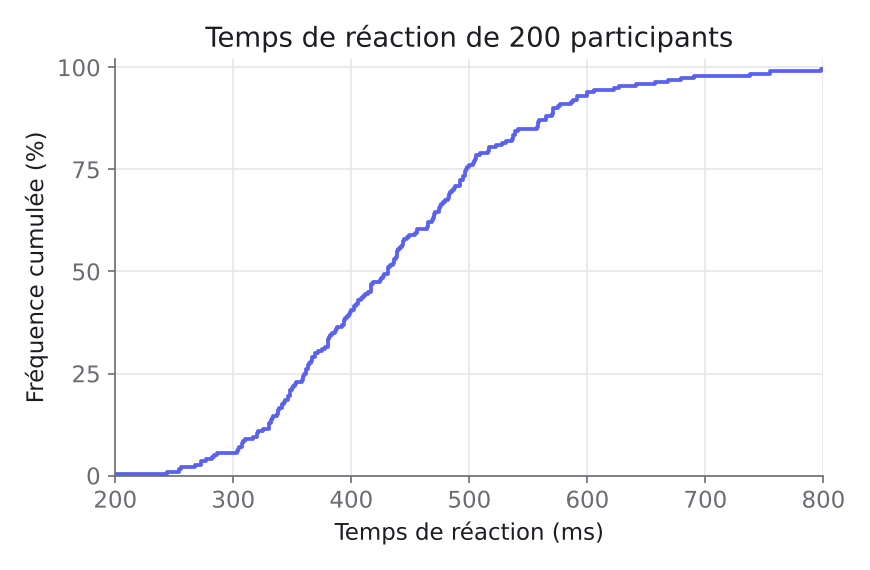 Temps de réaction de 200 participants
Fréquence cumulée (%)
100
75
50
25
0
200 300 400 500 600 700 800
Temps de réaction (ms)